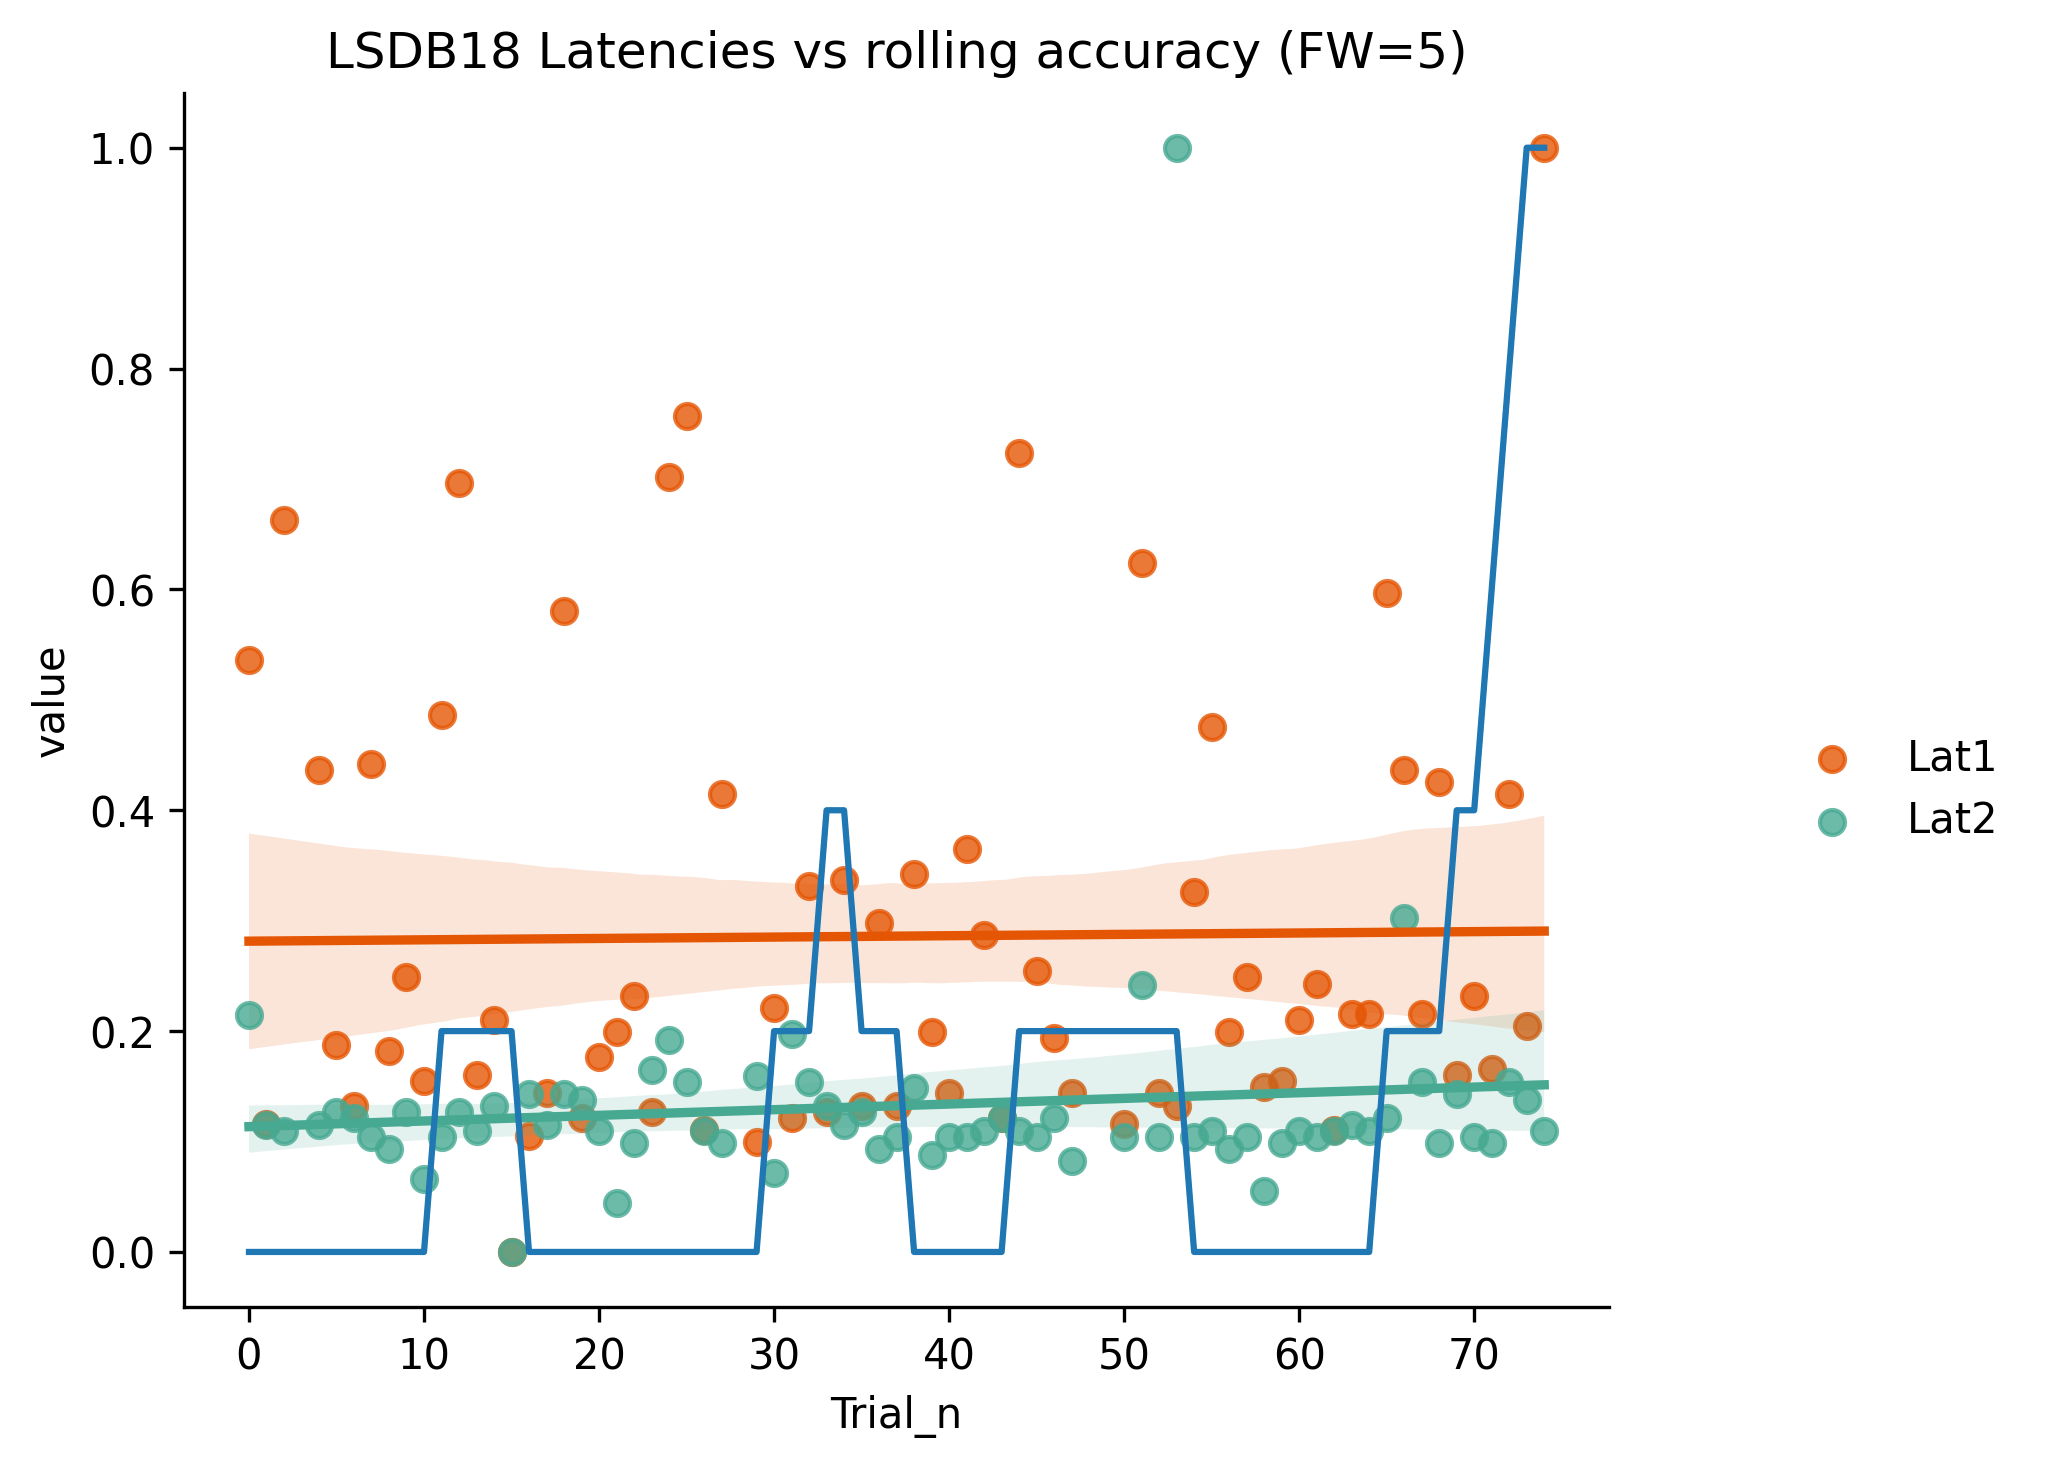 LSDB18 Latencies vs rolling accuracy (FW=5)
1.0
0.8
0.6
0.4
0.2
0.0
value
0 10 20 30 40 50 60 70
Trial_n
Lat1
Lat2